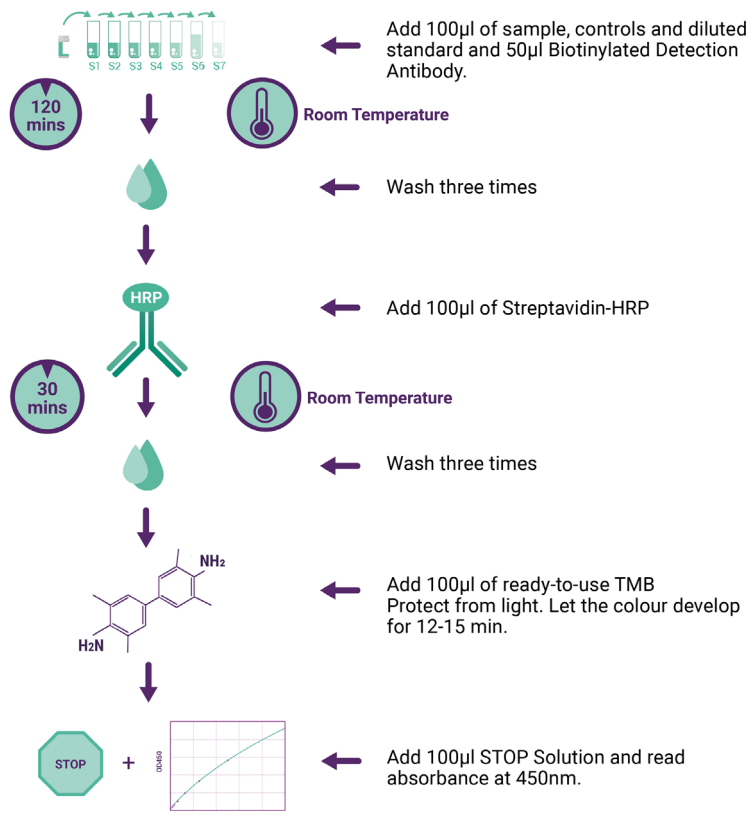 Add 100µl of sample, controls and diluted
standard and 50µl Biotinylated Detection
Antibody.
S1 S2 S3 S4 S5 S6 S7
120
mins
Room Temperature
Wash three times
HRP
Add 100µl of Streptavidin-HRP
30
mins
Room Temperature
Wash three times
NH₂
H₂N
Add 100µl of ready-to-use TMB
Protect from light. Let the colour develop
for 12-15 min.
STOP
+
OD450
Add 100µl STOP Solution and read
absorbance at 450nm.